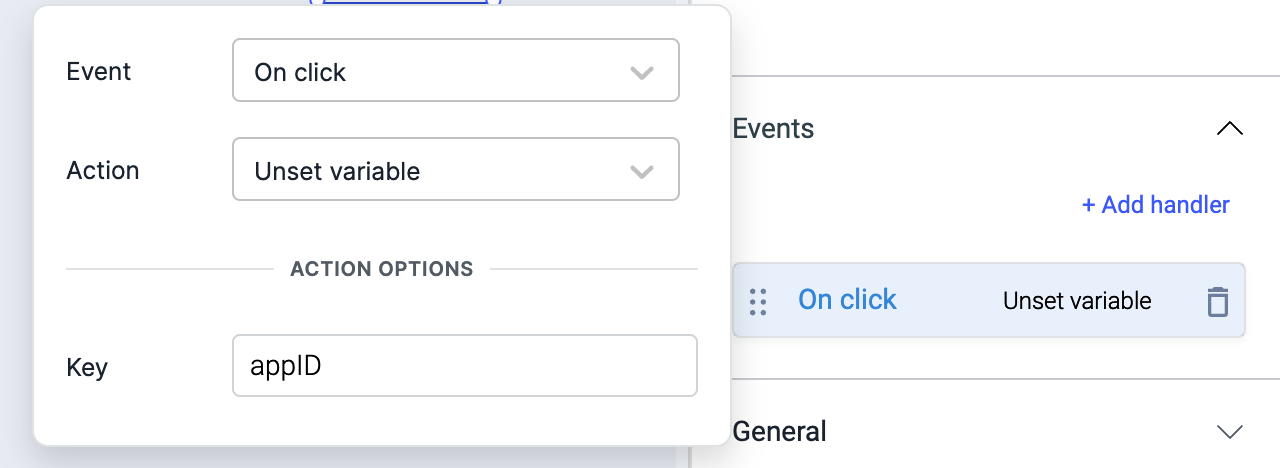 Event
On click
Action
Unset variable
ACTION OPTIONS
Key
appID
Events
+ Add handler
On click
Unset variable
General